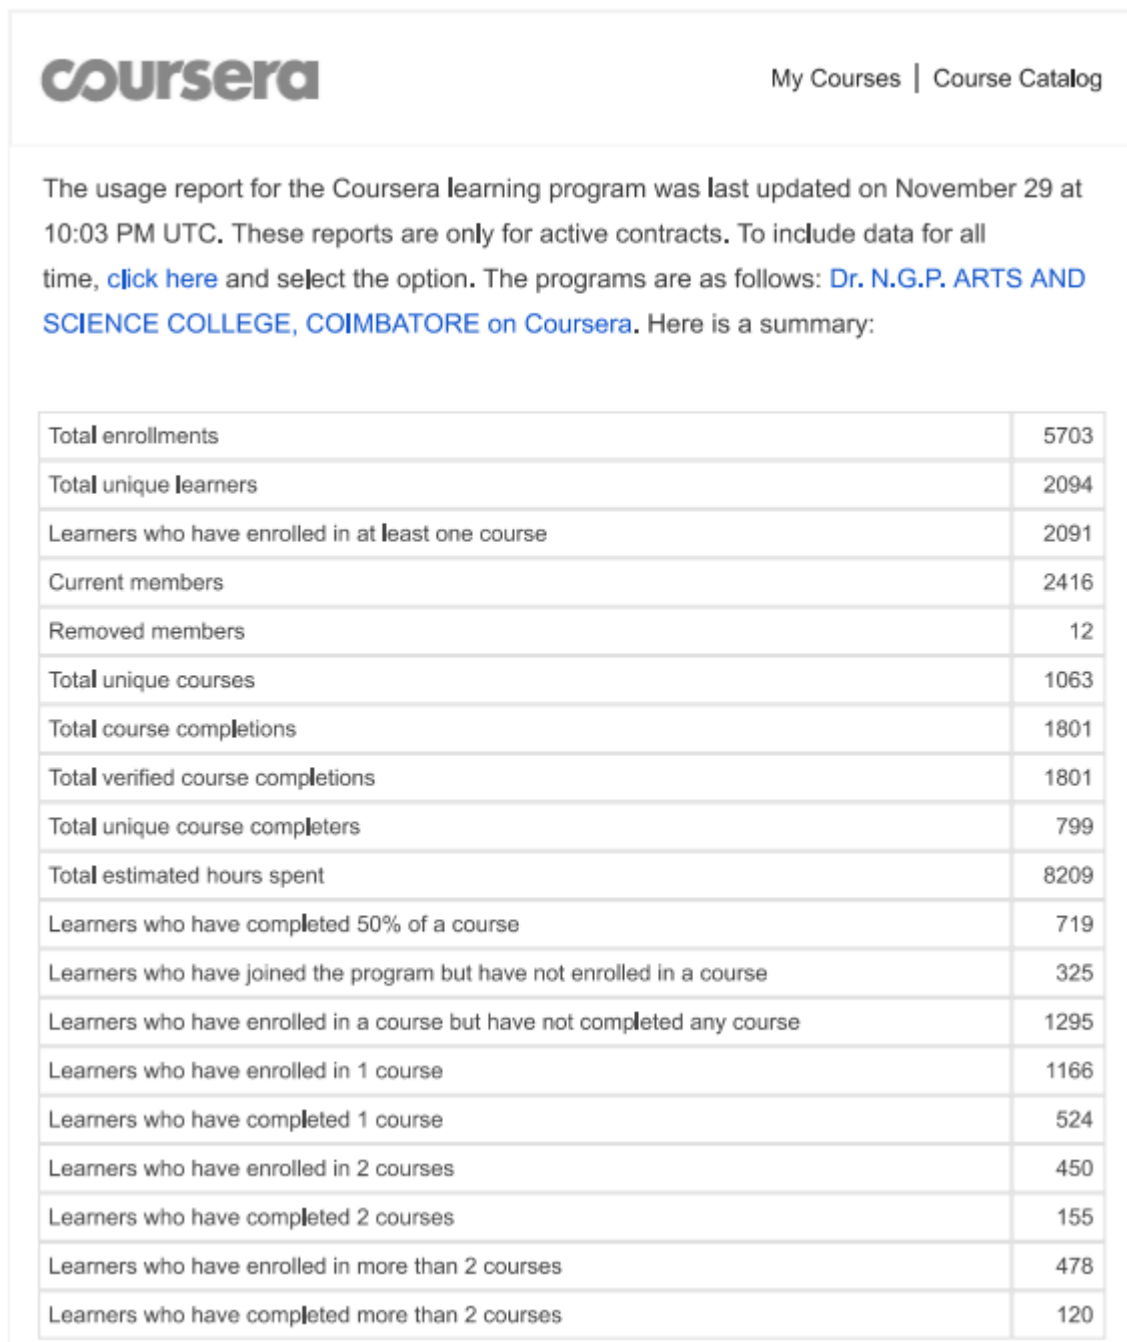 coursera
My Courses | Course Catalog
The usage report for the Coursera learning program was last updated on November 29 at
10:03 PM UTC. These reports are only for active contracts. To include data for all
time, click here and select the option. The programs are as follows: Dr. N.G.P. ARTS AND
SCIENCE COLLEGE, COIMBATORE on Coursera. Here is a summary:
Total enrollments 5703
Total unique learners 2094
Learners who have enrolled in at least one course 2091
Current members 2416
Removed members 12
Total unique courses 1063
Total course completions 1801
Total verified course completions 1801
Total unique course completers 799
Total estimated hours spent 8209
Learners who have completed 50% of a course 719
Learners who have joined the program but have not enrolled in a course 325
Learners who have enrolled in a course but have not completed any course 1295
Learners who have enrolled in 1 course 1166
Learners who have completed 1 course 524
Learners who have enrolled in 2 courses 450
Learners who have completed 2 courses 155
Learners who have enrolled in more than 2 courses 478
Learners who have completed more than 2 courses 120